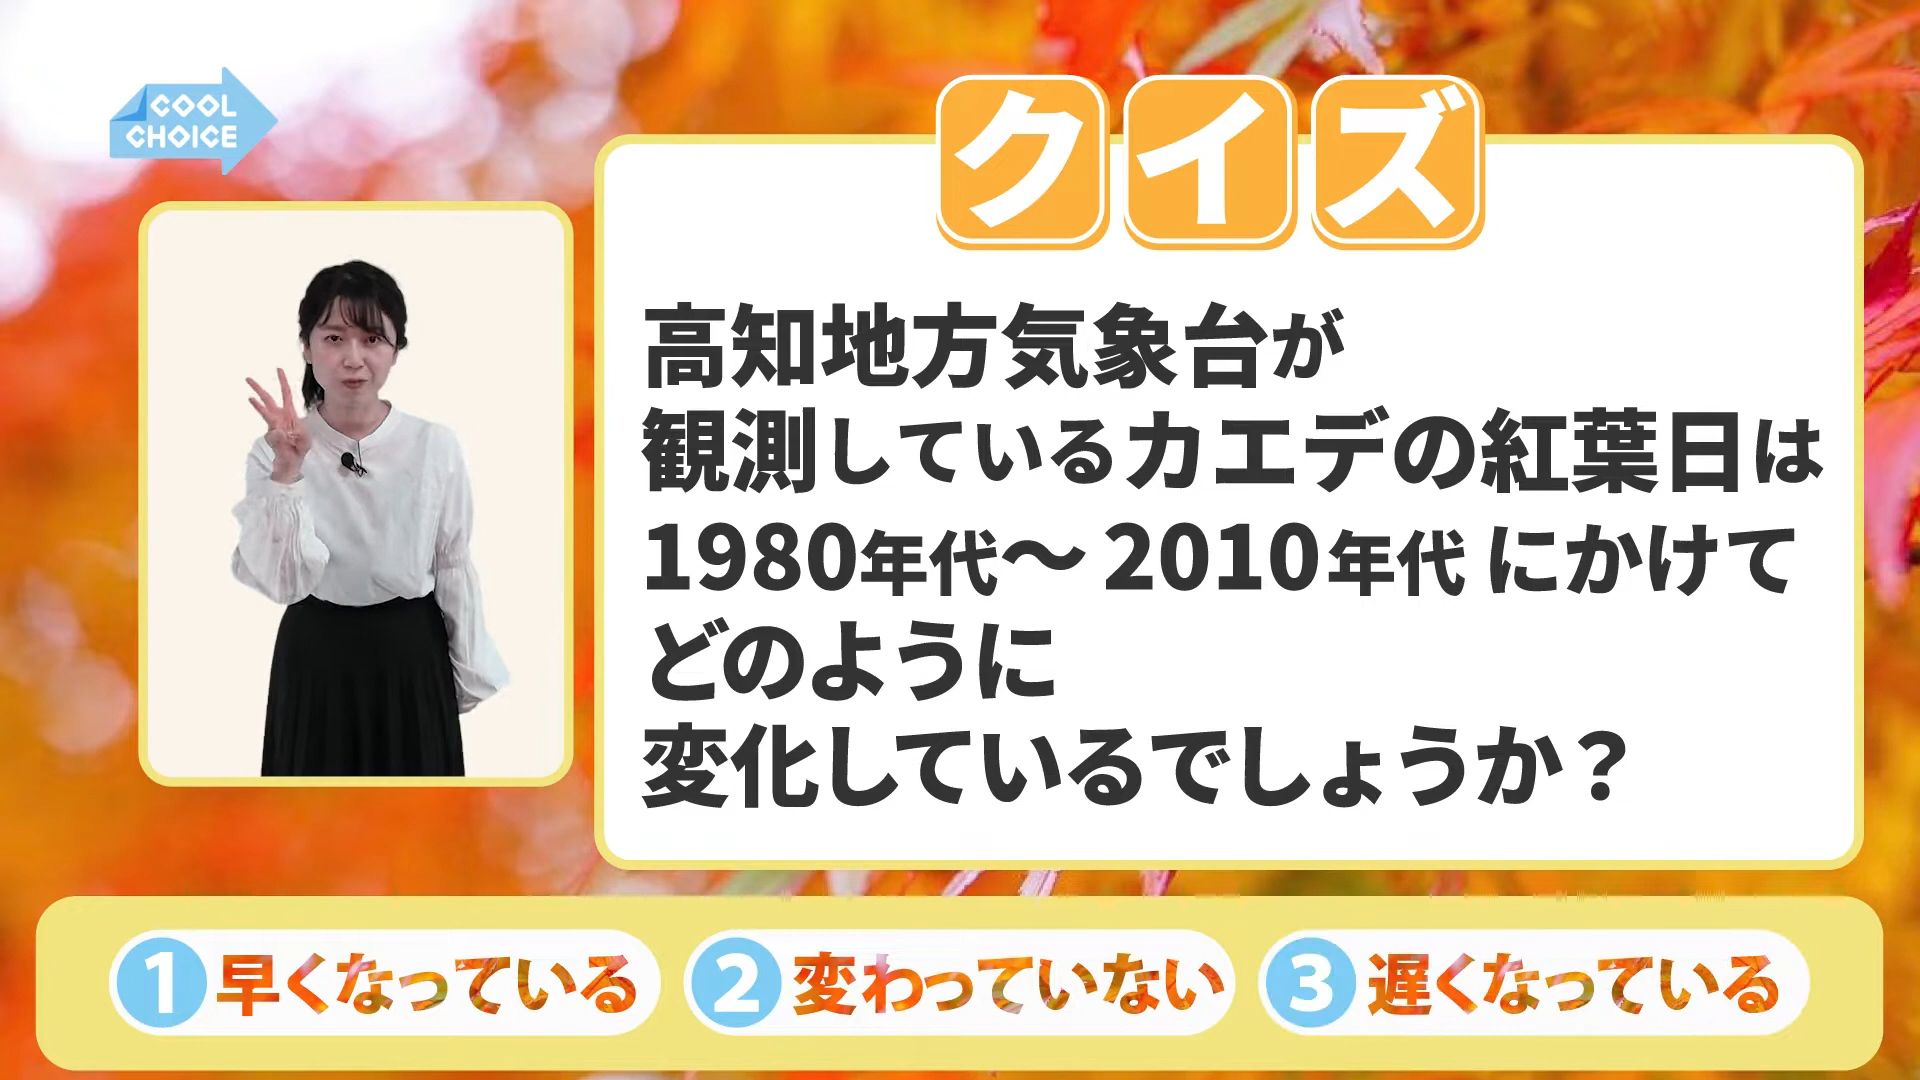 COOL
CHOICE
クイズ
高知地方気象台が
観測しているカエデの紅葉日は
1980年代〜2010年代にかけて
どのように
変化しているでしょうか？
1 早くなっている
2 変わっていない
3 遅くなっている